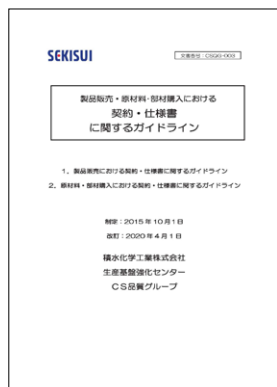 SEKISUI
文書番号:CSQG-003
製品販売・原材料・部材購入における
契約・仕様書
に関するガイドライン
1、製品販売における契約・仕様書に関するガイドライン
2、原材料・部材購入における契約・仕様書に関するガイドライン
制定:2015年10月1日
改訂:2020年4月1日
積水化学工業株式会社
生産基盤強化センター
CS品質グループ